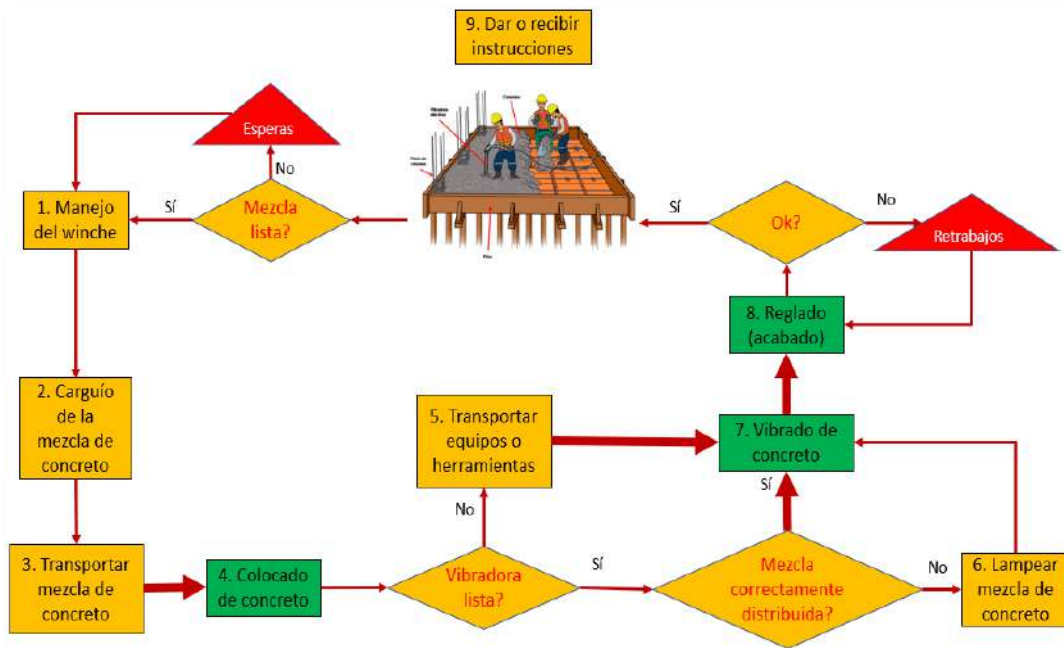 9. Dar o recibir
instrucciones
Esperas
No
Sí
Mezcla
lista?
1. Manejo
del winche
Sí
Ok?
No
Retrabajos
8. Reglado
(acabado)
2. Carguío
de la
mezcla de
concreto
5. Transportar
equipos o
herramientas
7. Vibrado de
concreto
No
Sí
3. Transportar
mezcla de
concreto
4. Colocado
de concreto
Vibradora
lista?
Sí
Mezcla
correctamente
distribuida?
No
6. Lampear
mezcla de
concreto